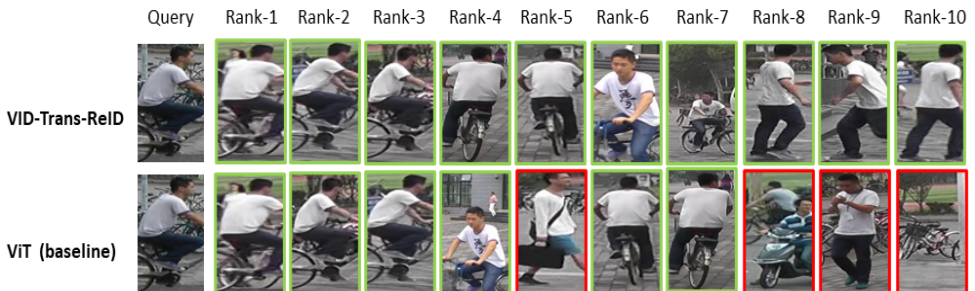 Query Rank-1 Rank-2 Rank-3 Rank-4 Rank-5 Rank-6 Rank-7 Rank-8 Rank-9 Rank-10
VID-Trans-ReID
ViT (baseline)